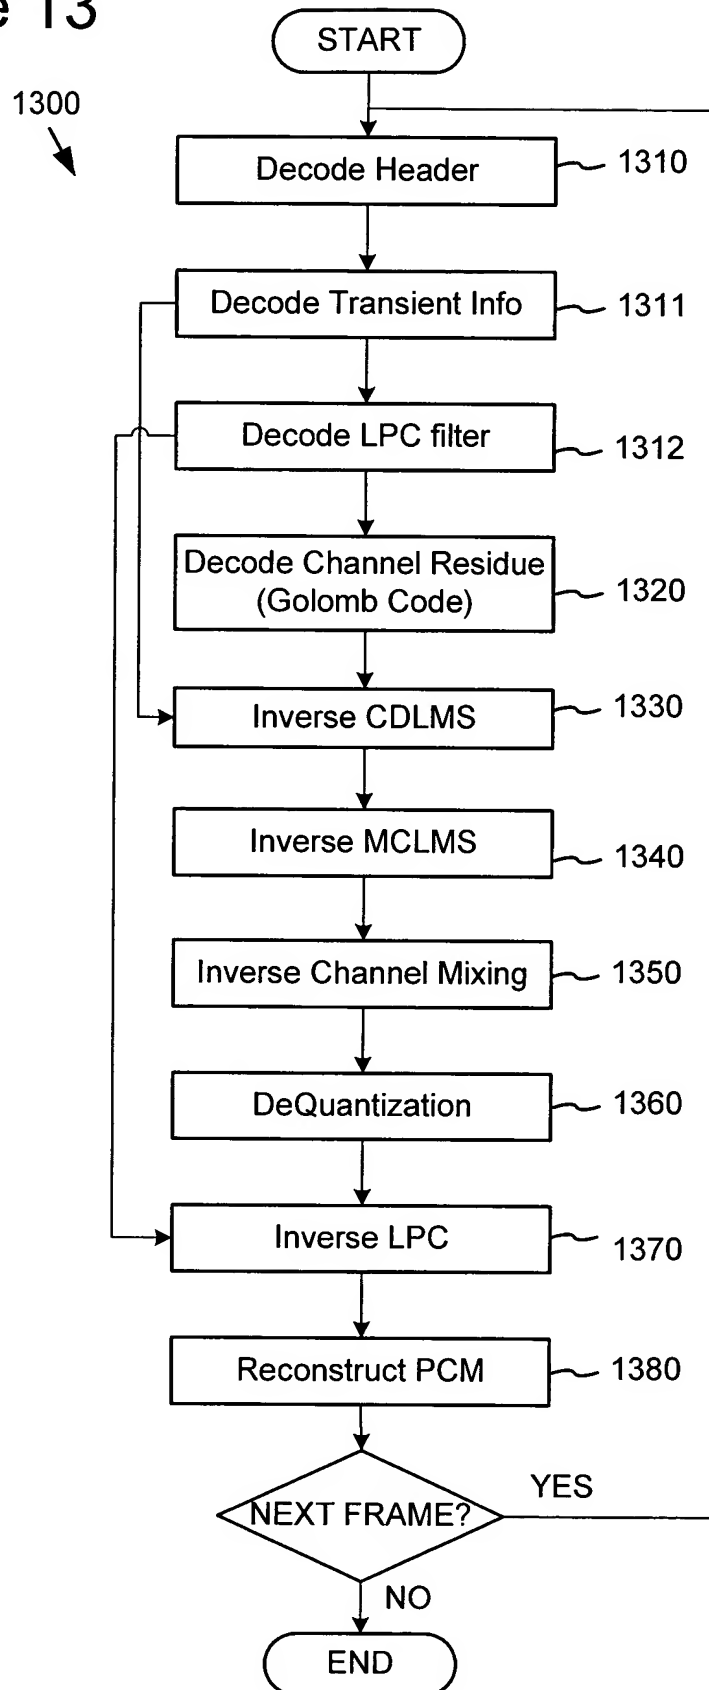 13
START
1300
Decode Header
1310
Decode Transient Info
1311
Decode LPC filter
1312
Decode Channel Residue
(Golomb Code)
1320
Inverse CDLMS
1330
Inverse MCLMS
1340
Inverse Channel Mixing
1350
DeQuantization
1360
Inverse LPC
1370
Reconstruct PCM
1380
NEXT FRAME?
YES
NO
END